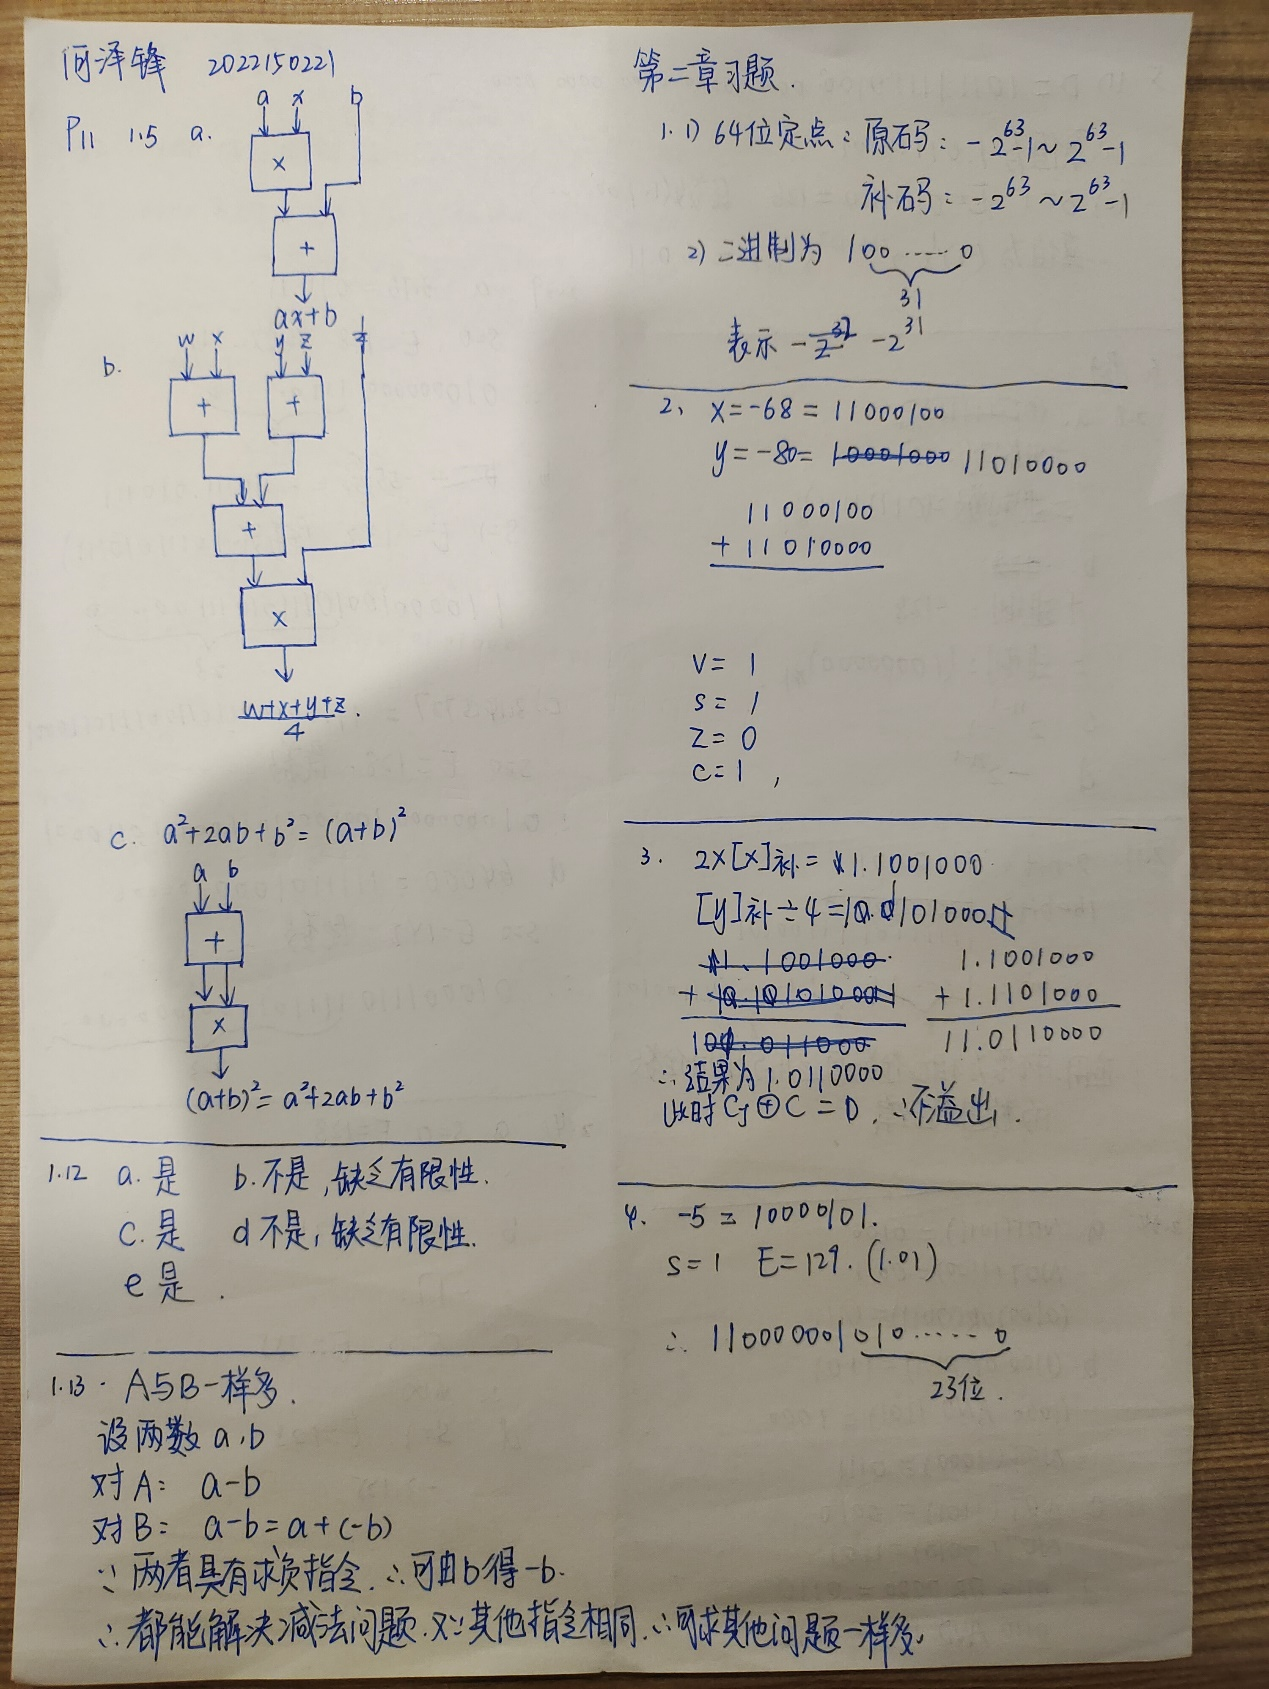 何泽锋 2022150221
P11 1.5 a.
a x b
×
+
ax+b
b.
w x y z 1/4
+ +
+
×
w+x+y+z
4
c. a²+2ab+b²=(a+b)²
a b
+
×
(a+b)²=a²+2ab+b²
1.12 a. 是 b. 不是,缺乏有限性.
c. 是 d 不是,缺乏有限性.
e 是.
1.13. A与B一样多.
设两数 a,b
对A: a-b
对B: a-b=a+(-b)
∵两者具有求负指令.∴可由b得-b.
∴都能解决减法问题.又∵其他指令相同.∴可求其他问题一样多.
第二章习题.
1. 1) 64位定点: 原码: -2⁶³-1~2⁶³-1
补码: -2⁶³~2⁶³-1
2) 二进制为 100······0
31
表示 -2³² -2³¹
2、 x=-68=11000100
y=-80= 10001000 11010000
11000100
+ 11010000
V= 1
S= 1
Z= 0
C= 1,
3. 2×[x]补=11.1001000
[y]补÷4=
1.1001000
+ 1.1101000
11.0110000
∴结果为1.0110000
此时 ⊕C=0,∴不溢出.
4. -5=10000101.
S=1 E=129.(1.01)
∴ 11000000101 0······0
23位.